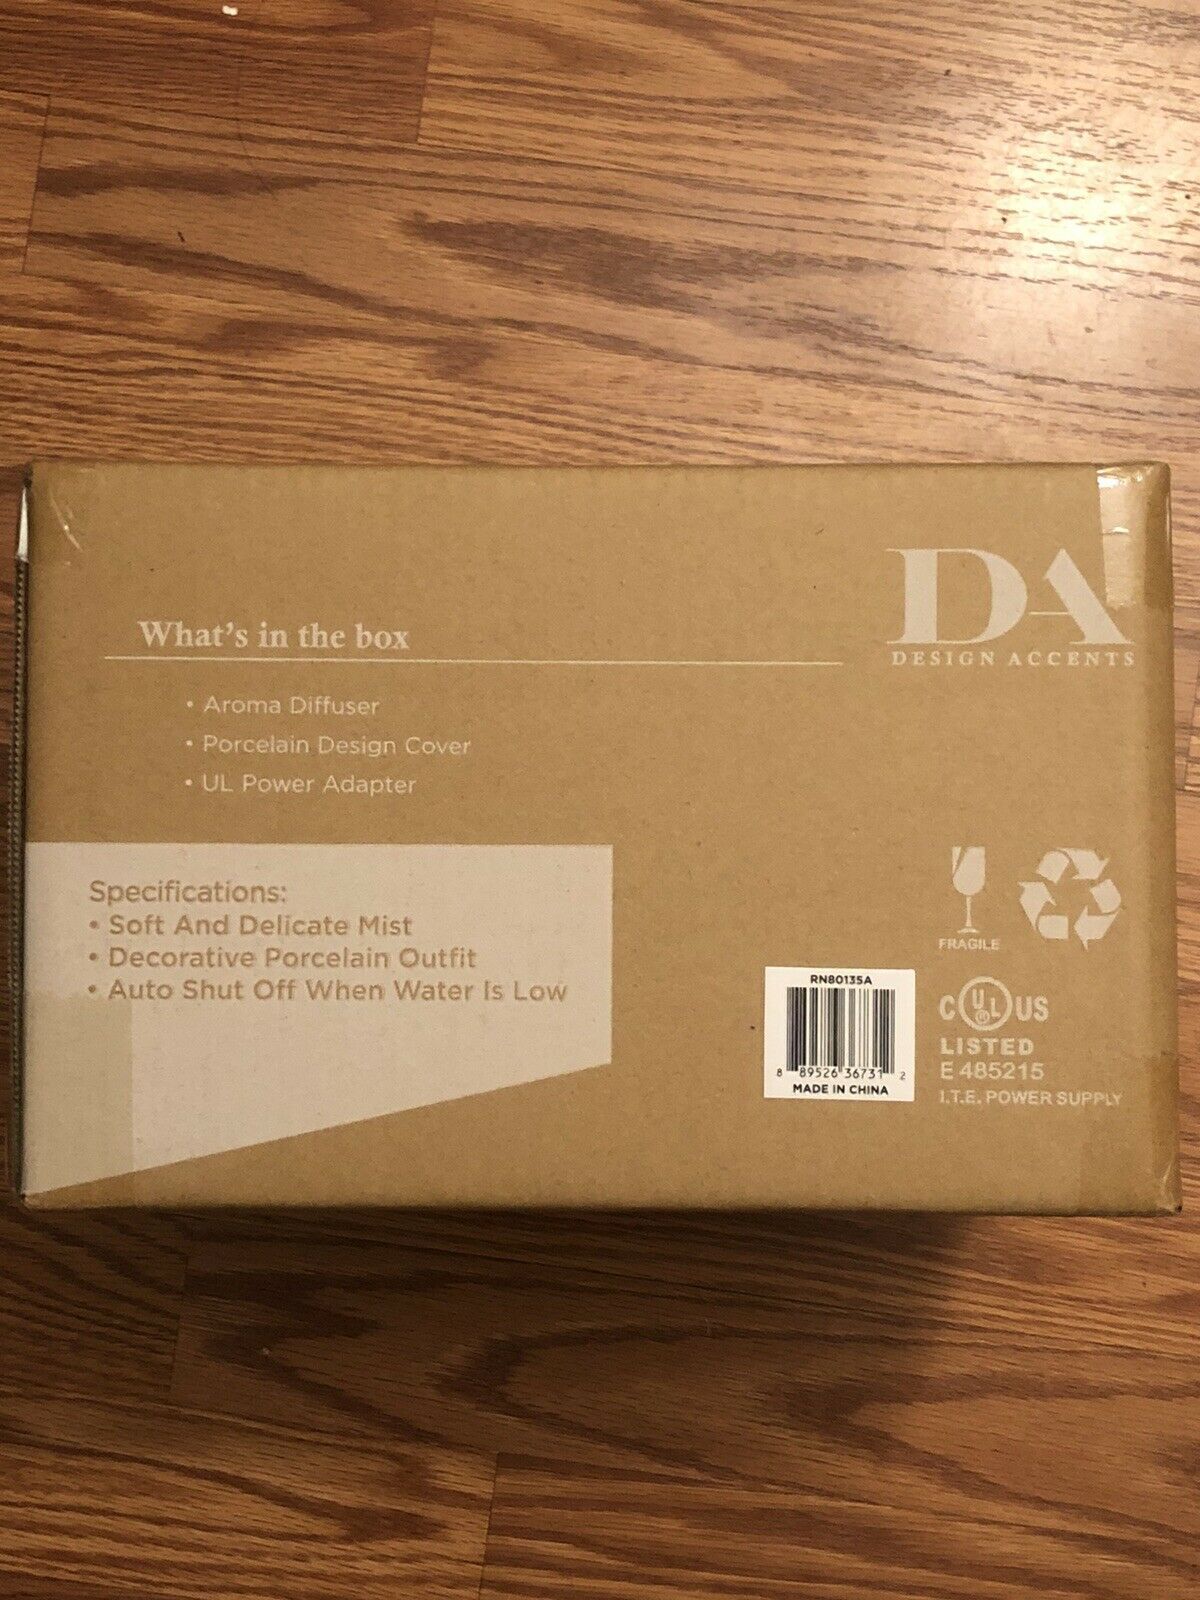 DA
DESIGN ACCENTS
What's in the box
• Aroma Diffuser
• Porcelain Design Cover
• UL Power Adapter
Specifications:
• Soft And Delicate Mist
• Decorative Porcelain Outfit
• Auto Shut Off When Water Is Low
FRAGILE
RN80135A
8 89526 36731 2
MADE IN CHINA
C UL US
LISTED
E 485215
I.T.E. POWER SUPPLY